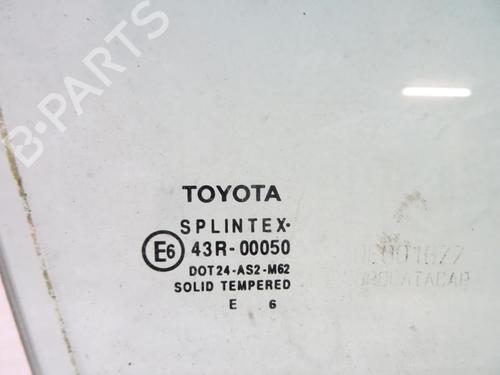 B-PARTS
TOYOTA
SPLINTEX·
E6 43R-00050
DOT24-AS2-M62
SOLID TEMPERED
E 6